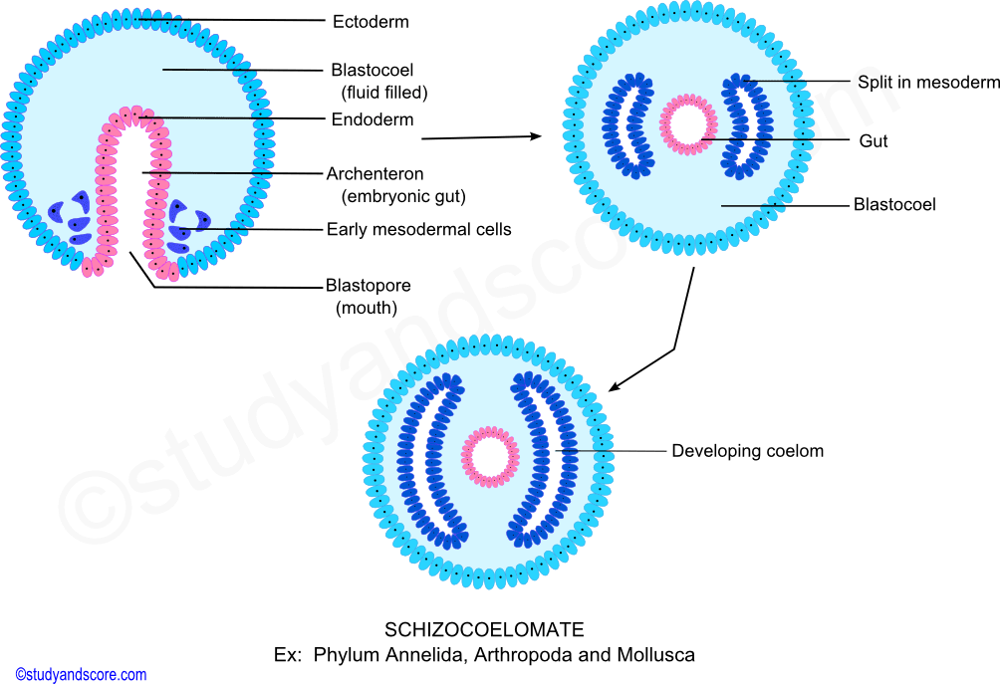 Ectoderm
Blastocoel
(fluid filled)
Endoderm
Archenteron
(embryonic gut)
Early mesodermal cells
Blastopore
(mouth)
Split in mesoderm
Gut
Blastocoel
Developing coelom
©studyandscore.com
SCHIZOCOELOMATE
Ex: Phylum Annelida, Arthropoda and Mollusca
©studyandscore.com